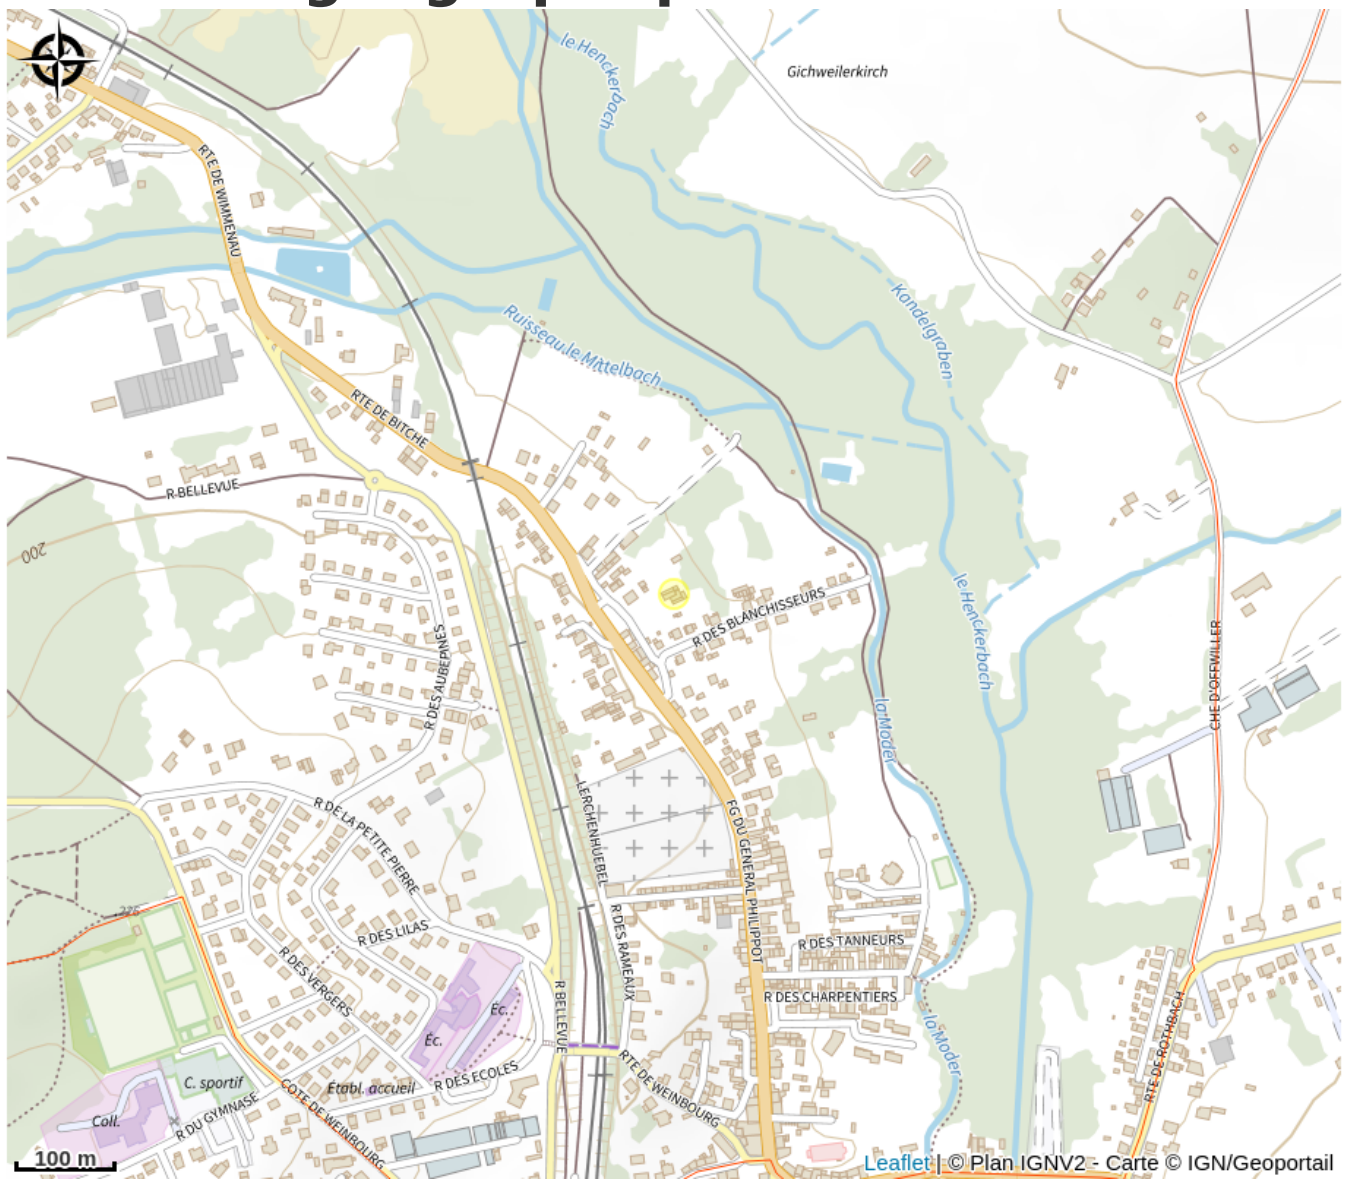 le Henckerbach
Gichweilerkirch
RTE DE WIMMENAU
Kandelgraben
Ruisseau le Mittelbach
RTE DE BITCHE
R BELLEVUE
200
R DES BLANCHISSEURS
le Henckerbach
R DES AUBEPINES
CHE D'OFFWILLER
la Moder
LERCHENHUEBEL
R DE LA PETITE PIERRE
FG DU GENERAL PHILIPPOT
226
R DES LILAS
R DES RAMEAUX
R DES TANNEURS
R DES VERGERS
R DES CHARPENTIERS
Éc.
Éc.
R BELLEVUE
la Moder
RTE DE ROTHBACH
C. sportif
Établ. accueil
R DES ECOLES
RTE DE WEINBOURG
Coll.
R DU GYMNASE
COTE DE WEINBOURG
100 m
Leaflet | © Plan IGNV2 - Carte © IGN/Geoportail